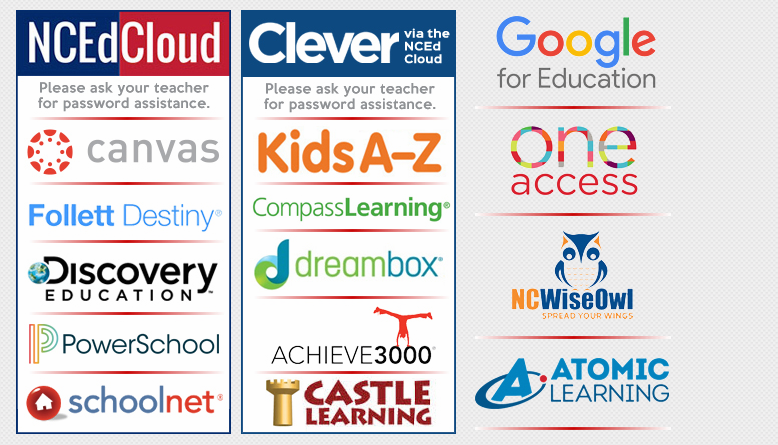 NCEdCloud
Please ask your teacher
for password assistance.
canvas
Follett Destiny®
Discovery
EDUCATION™
PowerSchool
schoolnet®
Clever via the
NCEd
Cloud
Please ask your teacher
for password assistance.
Kids A-Z
CompassLearning®
dreambox®
ACHIEVE3000®
CASTLE
LEARNING
Google
for Education
one
access
NCWiseOwl
SPREAD YOUR WINGS
ATOMIC
LEARNING